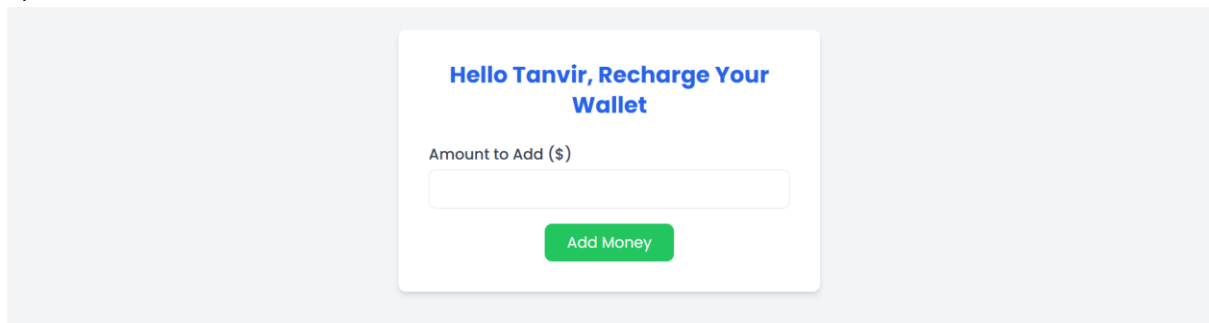 Hello Tanvir, Recharge Your
Wallet
Amount to Add ($)
Add Money